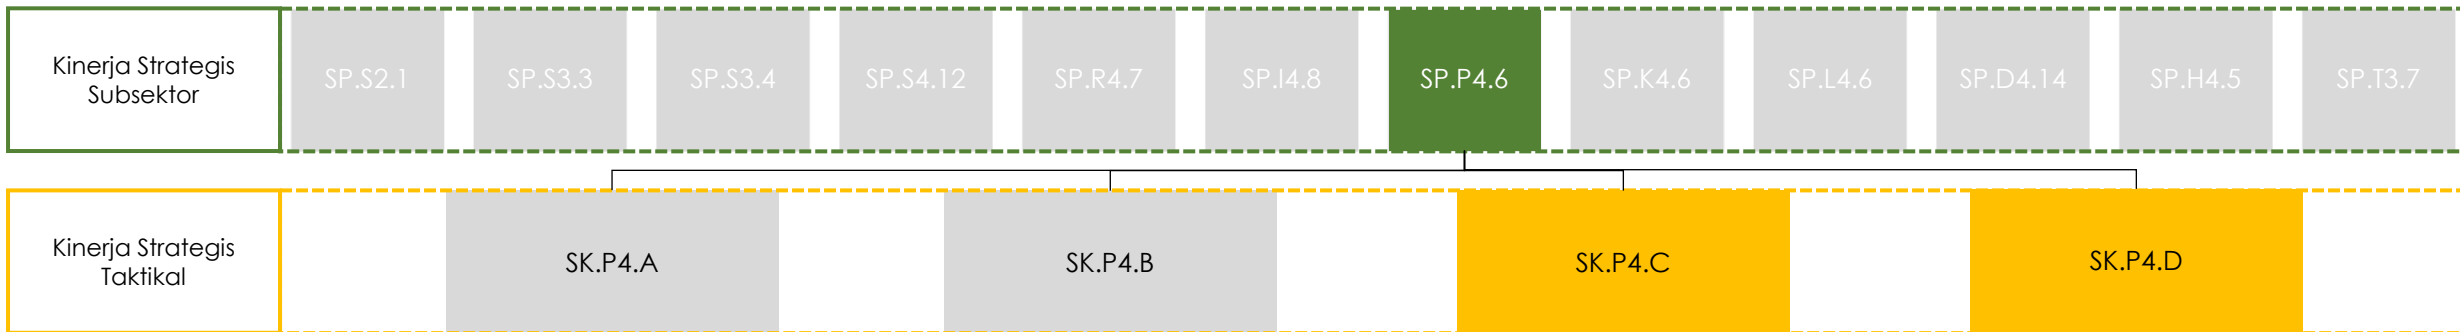 Kinerja Strategis
Subsektor
SP.S2.1
SP.S3.3
SP.S3.4
SP.S4.12
SP.R4.7
SP.I4.8
SP.P4.6
SP.K4.6
SP.L4.6
SP.D4.14
SP.H4.5
SP.T3.7
Kinerja Strategis
Taktikal
SK.P4.A
SK.P4.B
SK.P4.C
SK.P4.D